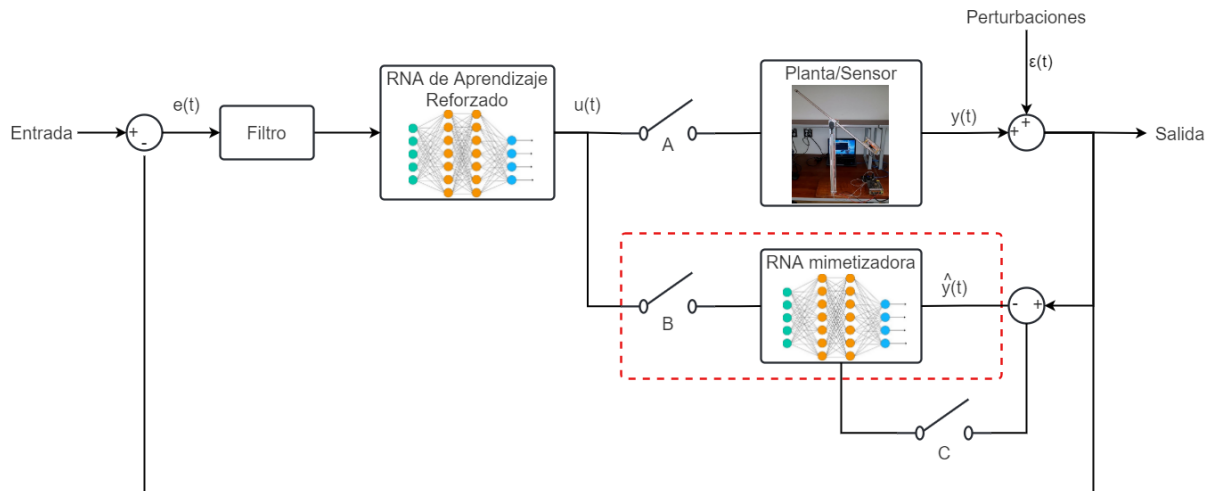 Perturbaciones
ε(t)
RNA de Aprendizaje
Reforzado
Planta/Sensor
e(t)
u(t)
y(t)
Entrada
+
-
Filtro
A
+
+
Salida
RNA mimetizadora
ŷ(t)
B
-
+
C